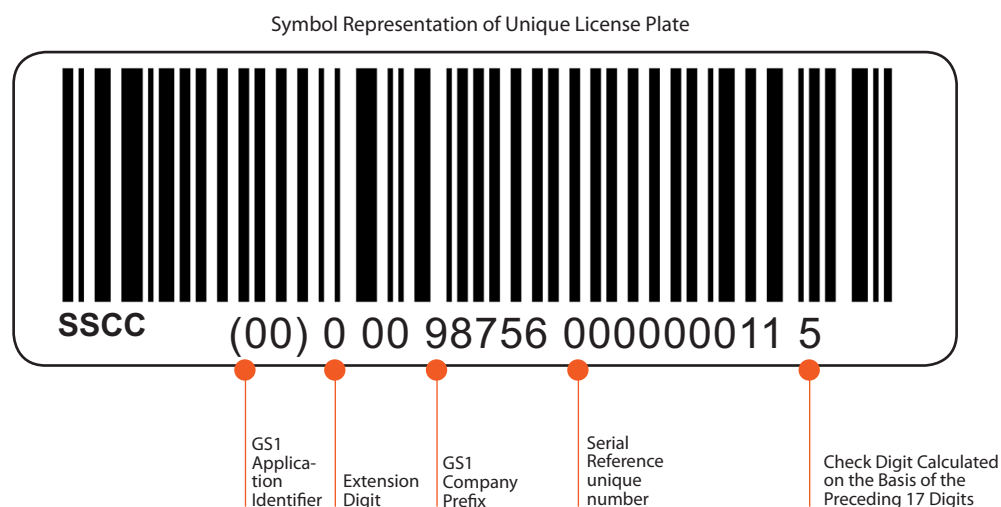 Symbol Representation of Unique License Plate
SSCC (00) 0 00 98756 000000011 5
GS1
Applica-
tion
Identifier
Extension
Digit
GS1
Company
Prefix
Serial
Reference
unique
number
Check Digit Calculated
on the Basis of the
Preceding 17 Digits